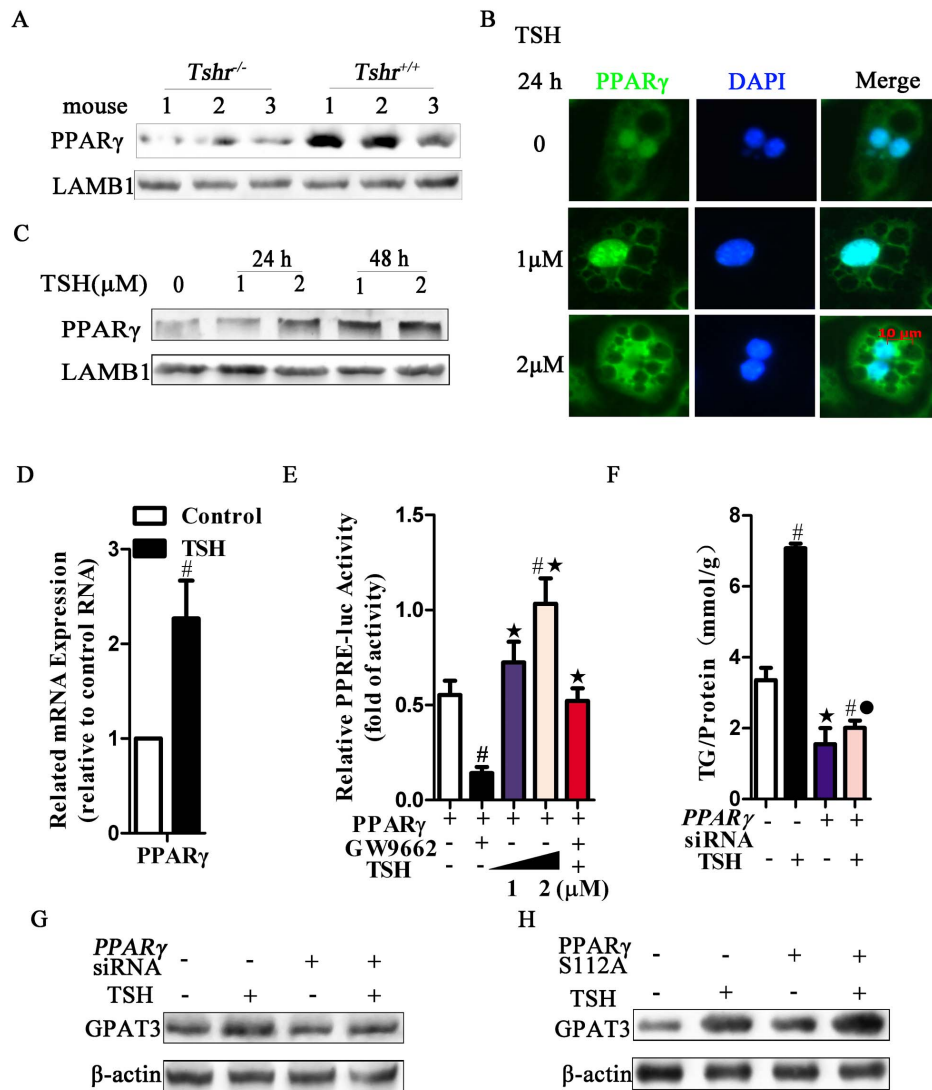 A
Tshr-/- Tshr+/+
mouse 1 2 3 1 2 3
PPARγ
LAMB1
B
TSH
24 h PPARγ DAPI Merge
0
1μM
2μM
10 μm
C
24 h 48 h
TSH(μM) 0 1 2 1 2
PPARγ
LAMB1
D
Control
TSH
#
Related mRNA Expression
(relative to control RNA)
3
2
1
0
PPARγ
E
Relative PPRE-luc Activity
(fold of activity)
1.5
1.0
0.5
0.0
#
★
#★
★
PPARγ + + + + +
GW9662 - + - - +
TSH - - +
1 2 (μM)
F
TG/Protein (mmol/g)
8
6
4
2
0
#
★
#●
PPARγ
siRNA - - + +
TSH - + - +
G
PPARγ
siRNA - - + +
TSH - + - +
GPAT3
β-actin
H
PPARγ
S112A - - + +
TSH - + - +
GPAT3
β-actin